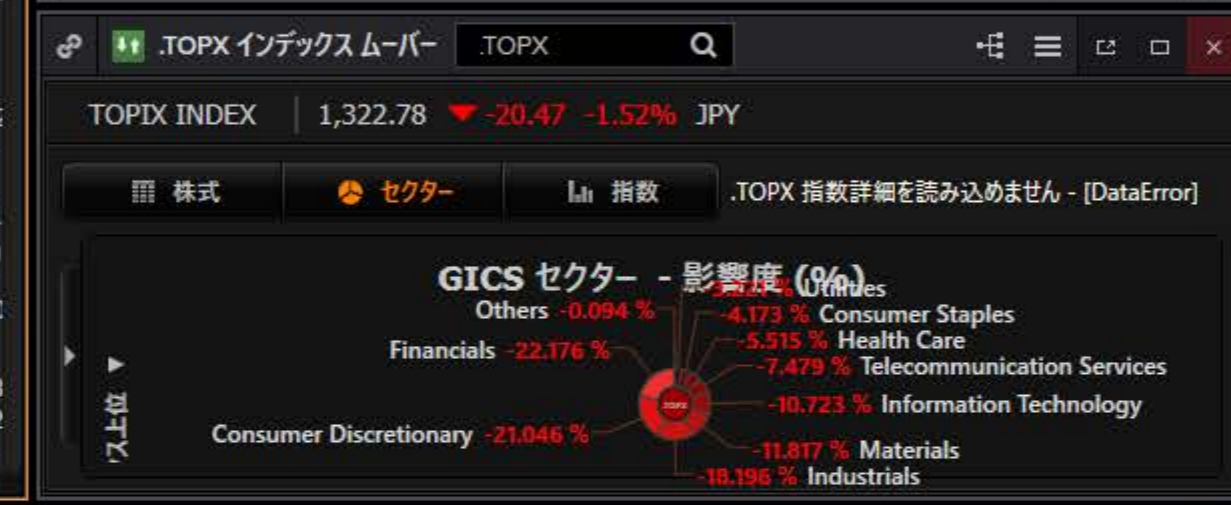 .TOPX インデックス ムーバー .TOPX
TOPIX INDEX 1,322.78 ▼ -20.47 -1.52% JPY
株式 セクター 指数 .TOPX 指数詳細を読み込めません - [DataError]
GICS セクター - 影響度 (%)
Utilities
Others -0.094 %
-4.173 % Consumer Staples
-5.515 % Health Care
Financials -22.176 %
-7.479 % Telecommunication Services
-10.723 % Information Technology
Consumer Discretionary -21.046 %
-11.817 % Materials
-18.196 % Industrials
TOPX
ス上位